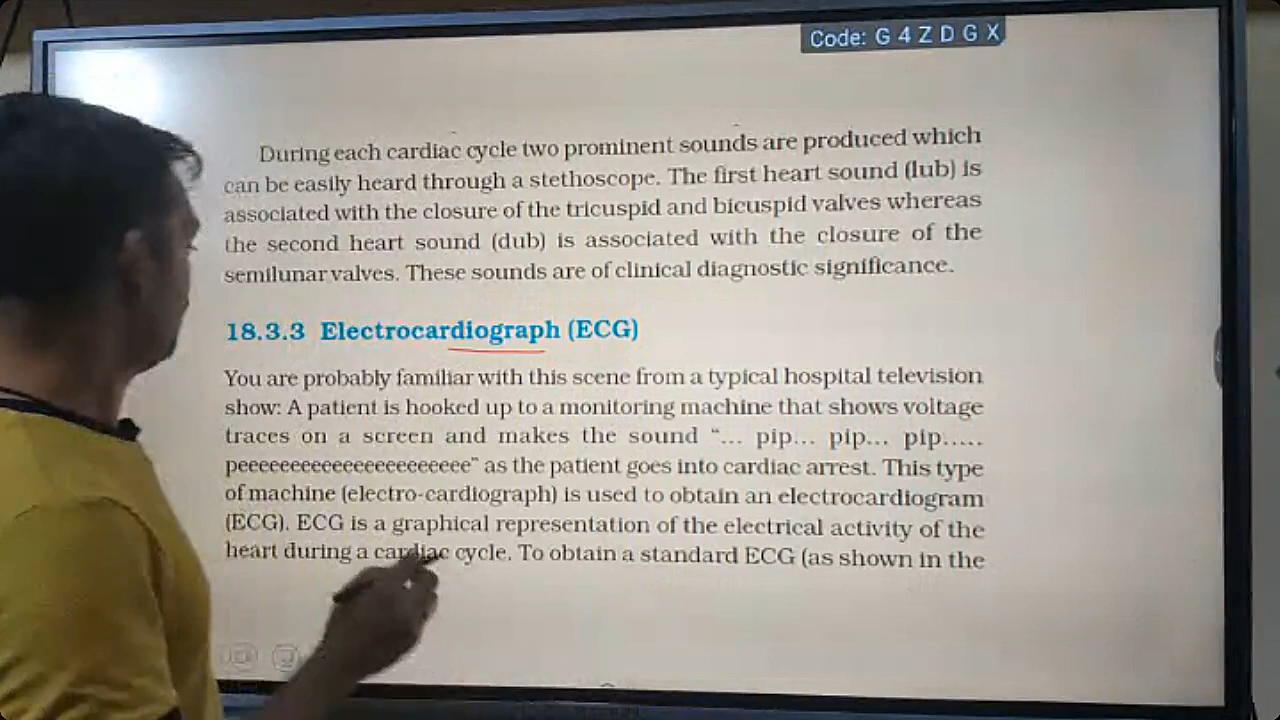 Code: G 4 Z D G X
During each cardiac cycle two prominent sounds are produced which
can be easily heard through a stethoscope. The first heart sound (lub) is
associated with the closure of the tricuspid and bicuspid valves whereas
the second heart sound (dub) is associated with the closure of the
semilunar valves. These sounds are of clinical diagnostic significance.
18.3.3 Electrocardiograph (ECG)
You are probably familiar with this scene from a typical hospital television
show: A patient is hooked up to a monitoring machine that shows voltage
traces on a screen and makes the sound “... pip... pip... pip.....
peeeeeeeeeeeeeeeeeeeeee” as the patient goes into cardiac arrest. This type
of machine (electro-cardiograph) is used to obtain an electrocardiogram
(ECG). ECG is a graphical representation of the electrical activity of the
heart during a cardiac cycle. To obtain a standard ECG (as shown in the